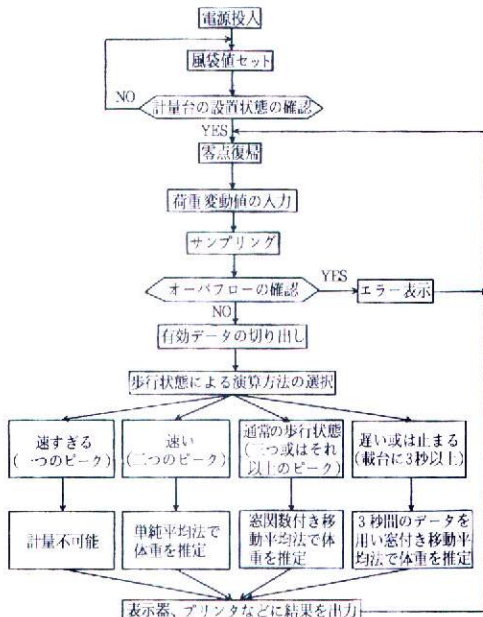 電源投入
風袋値セット
NO
計量台の設置状態の確認
YES
零点復帰
荷重変動値の入力
サンプリング
オーバフローの確認
YES
エラー表示
NO
有効データの切り出し
歩行状態による演算方法の選択
速すぎる
(一つのピーク)
速い
(二つのピーク)
通常の歩行状態
(三つ或はそれ
以上のピーク)
遅い或は止まる
(載台に3秒以上)
計量不可能
単純平均法で
体重を推定
窓関数付き移
動平均法で体
重を推定
3秒間のデータを
用い窓付き移動平
均法で体重を推定
表示器、プリンタなどに結果を出力